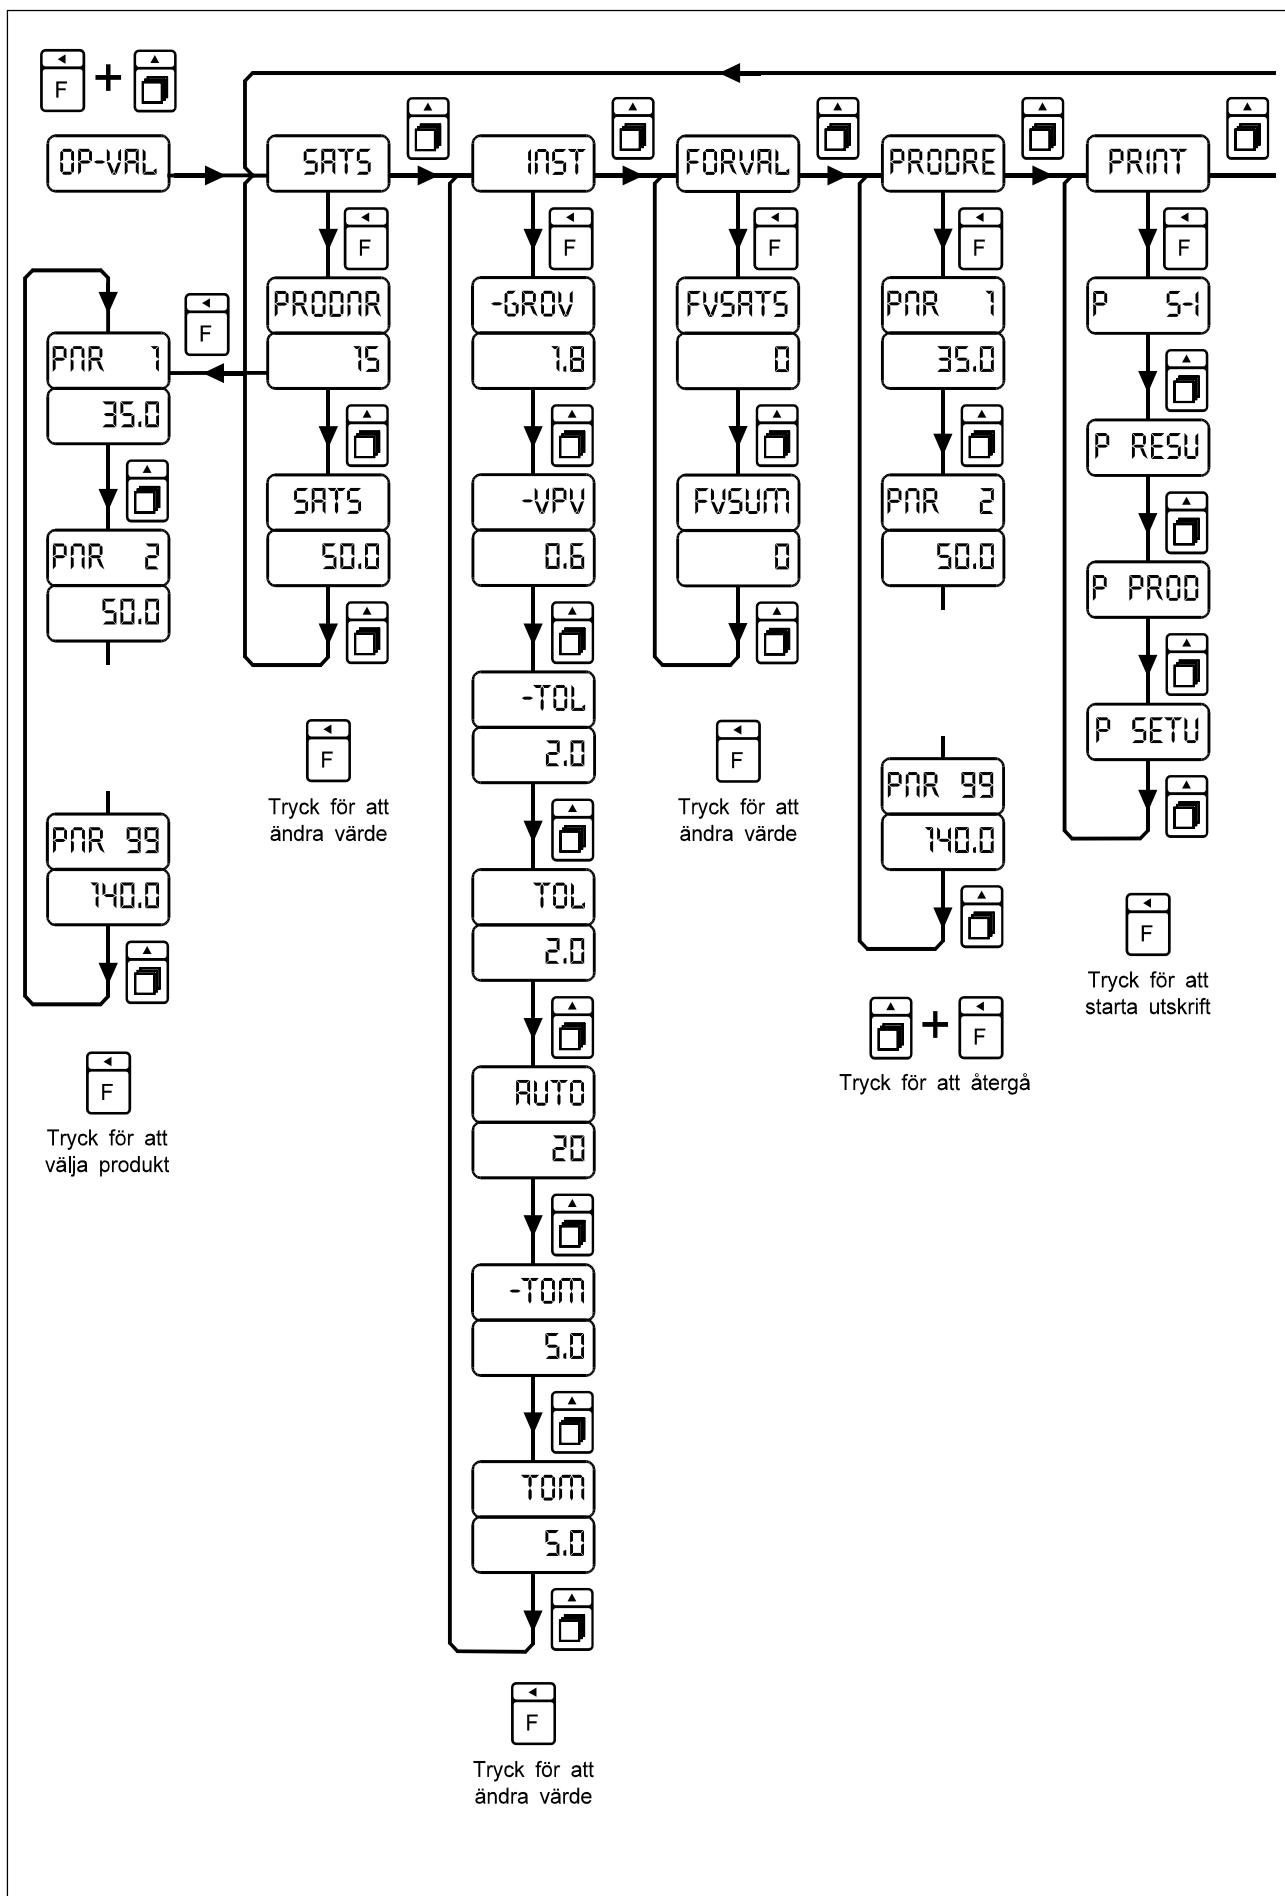 F + 
OP-VAL
SATS
INST
FORVAL
PRODRE
PRINT
F
PNR 1
35.0
PNR 2
50.0
PNR 99
140.0
F
Tryck för att
välja produkt
F
PRODNR
15
SATS
50.0
F
Tryck för att
ändra värde
F
-GROV
1.8
-VPV
0.6
-TOL
2.0
TOL
2.0
AUTO
20
-TOM
5.0
TOM
5.0
F
Tryck för att
ändra värde
F
FVSATS
0
FVSUM
0
F
Tryck för att
ändra värde
F
PNR 1
35.0
PNR 2
50.0
PNR 99
140.0
+ F
Tryck för att återgå
F
P S-1
P RESU
P PROD
P SETU
F
Tryck för att
starta utskrift